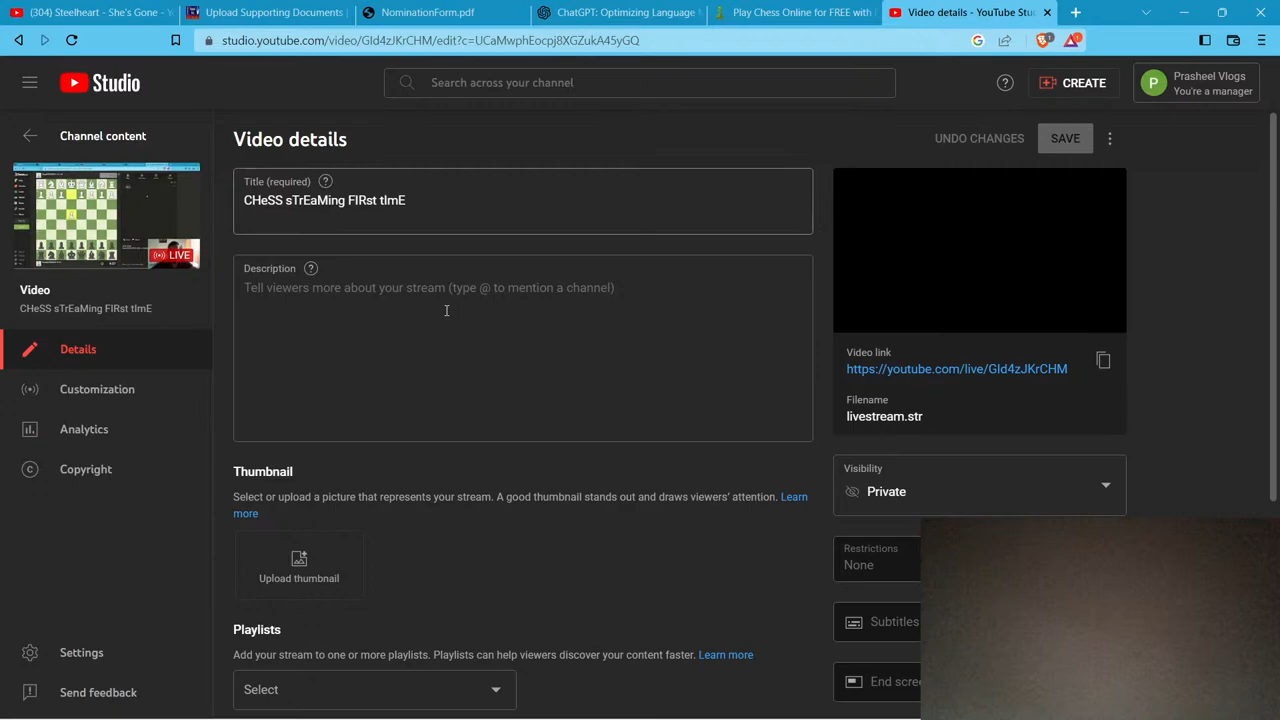 (304) Steelheart - She's Gone - Y
Upload Supporting Documents |
NominationForm.pdf
ChatGPT: Optimizing Language M
Play Chess Online for FREE with
Video details - YouTube Stud
studio.youtube.com/video/GId4zJKrCHM/edit?c=UCaMwphEocpj8XGZukA45yGQ
Studio
Search across your channel
CREATE
Prasheel Vlogs
You're a manager
P
Channel content
LIVE
Video
CHeSS sTrEaMing FIRst tImE
Details
Customization
Analytics
Copyright
Settings
Send feedback
Video details
UNDO CHANGES
SAVE
Title (required)
CHeSS sTrEaMing FIRst tImE
Description
Tell viewers more about your stream (type @ to mention a channel)
Thumbnail
Select or upload a picture that represents your stream. A good thumbnail stands out and draws viewers' attention. Learn
more
Upload thumbnail
Playlists
Add your stream to one or more playlists. Playlists can help viewers discover your content faster. Learn more
Select
Video link
https://youtube.com/live/GId4zJKrCHM
Filename
livestream.str
Visibility
Private
Restrictions
None
Subtitles
End scree